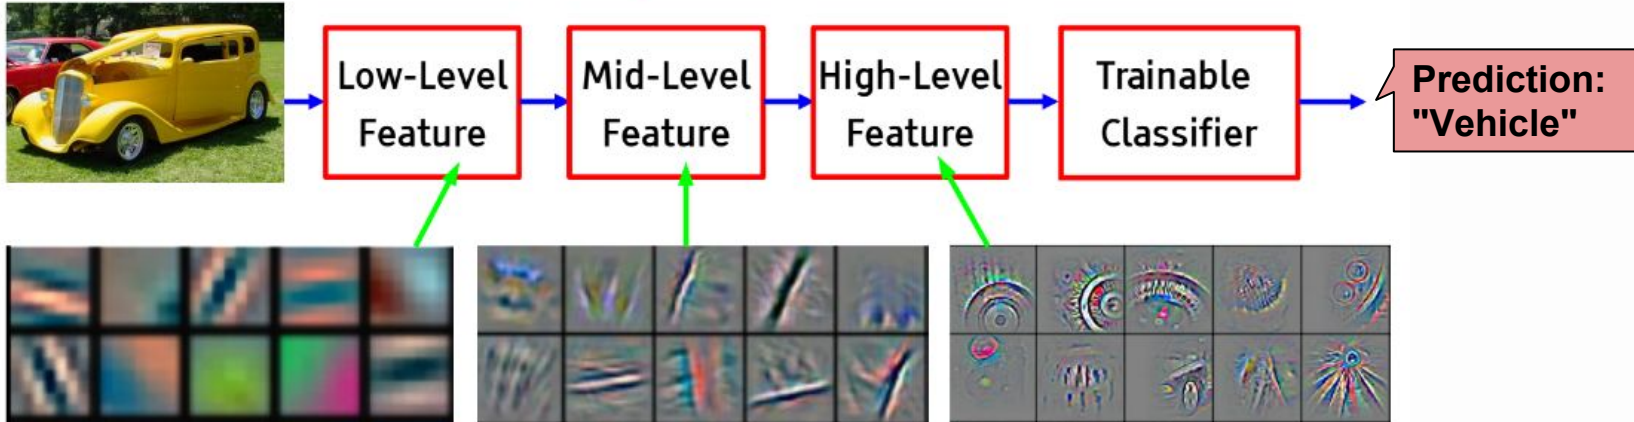 Low-Level
Feature
Mid-Level
Feature
High-Level
Feature
Trainable
Classifier
Prediction:
"Vehicle"